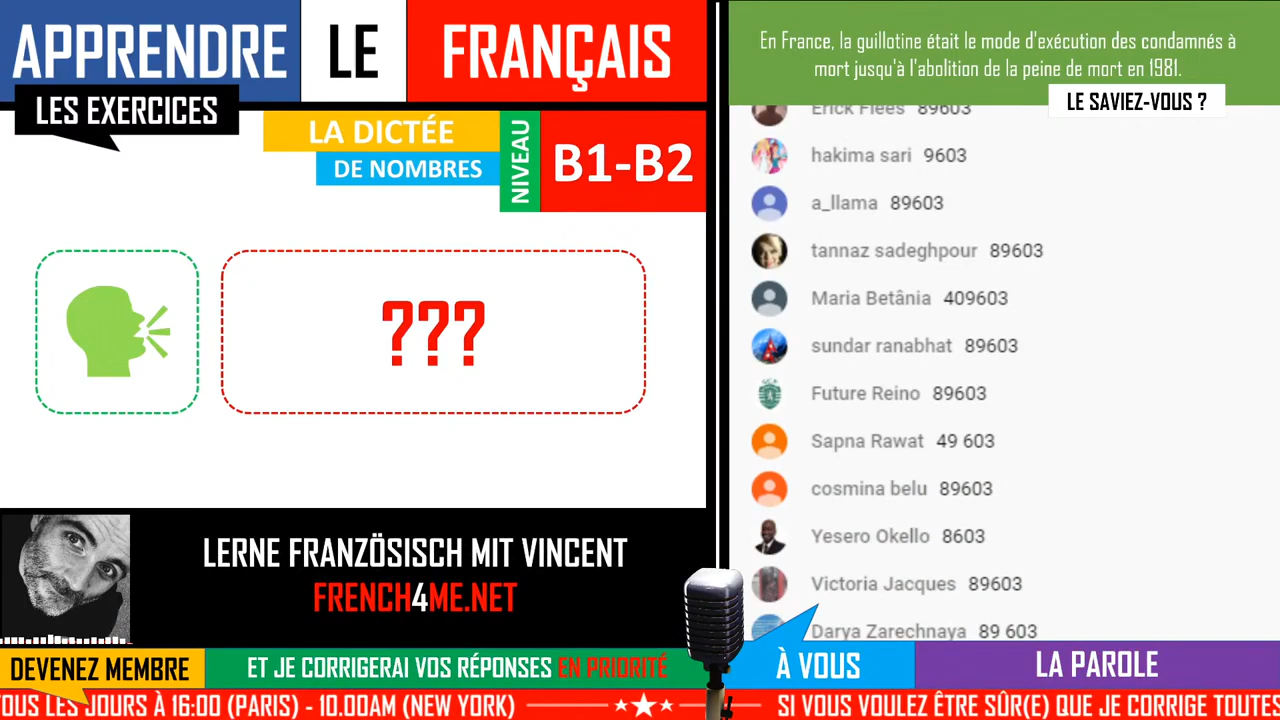 APPRENDRE LE FRANÇAIS
LES EXERCICES
LA DICTÉE
DE NOMBRES
NIVEAU
B1-B2
???
LERNE FRANZÖSISCH MIT VINCENT
FRENCH4ME.NET
DEVENEZ MEMBRE
ET JE CORRIGERAI VOS RÉPONSES EN PRIORITÉ
En France, la guillotine était le mode d'exécution des condamnés à
mort jusqu'à l'abolition de la peine de mort en 1981.
LE SAVIEZ-VOUS ?
Erick Flees 89603
hakima sari 9603
a_llama 89603
tannaz sadeghpour 89603
Maria Betânia 409603
sundar ranabhat 89603
Future Reino 89603
Sapna Rawat 49 603
cosmina belu 89603
Yesero Okello 8603
Victoria Jacques 89603
Darya Zarechnaya 89 603
À VOUS
LA PAROLE
TOUS LES JOURS À 16:00 (PARIS) - 10.00AM (NEW YORK)
SI VOUS VOULEZ ÊTRE SÛR(E) QUE JE CORRIGE TOUTES